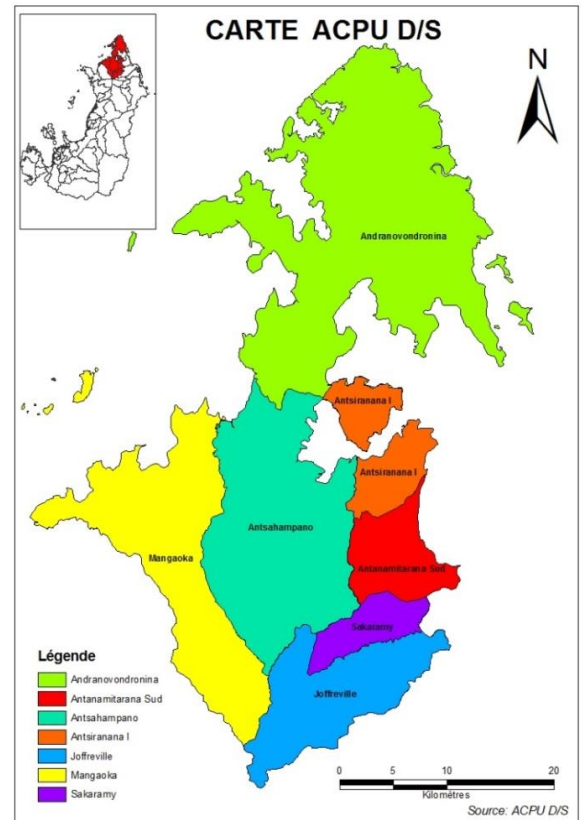 CARTE ACPU D/S
N
Andranovondronina
Antsiranana I
Antsiranana I
Antsahampano
Mangaoka
Antanamitarana Sud
Sakaramy
Joffreville
Légende
Andranovondronina
Antanamitarana Sud
Antsahampano
Antsiranana I
Joffreville
Mangaoka
Sakaramy
0 5 10 20
Kilométres
Source: ACPU D/S